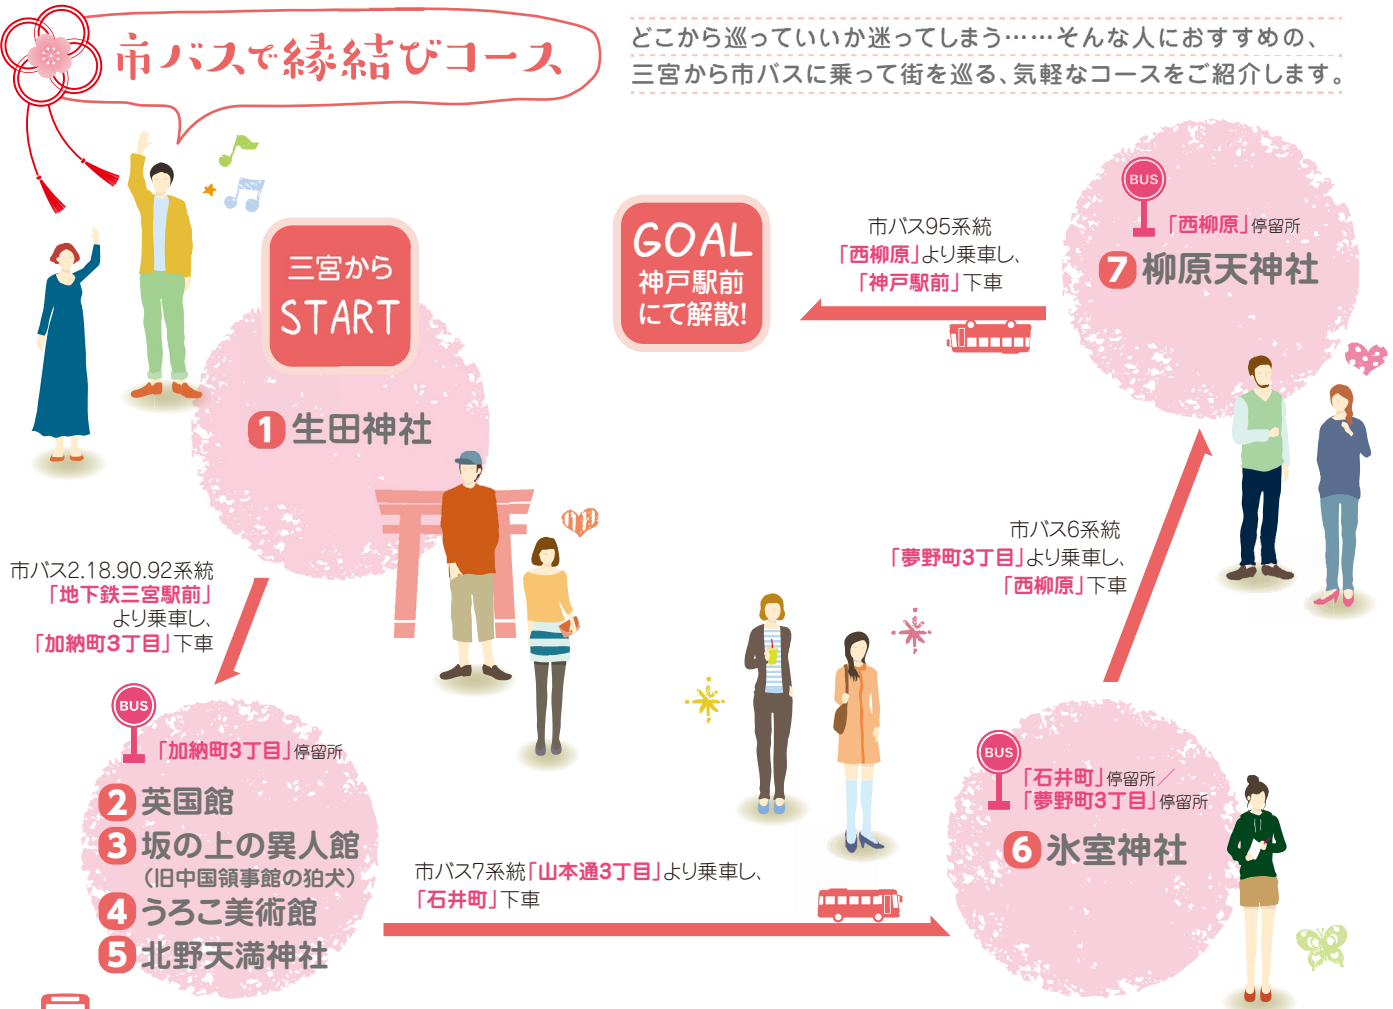 市バスで縁結びコース
どこから巡っていいか迷ってしまう……そんな人におすすめの、
三宮から市バスに乗って街を巡る、気軽なコースをご紹介します。
三宮から
START
1 生田神社
市バス2.18.90.92系統
「地下鉄三宮駅前」
より乗車し、
「加納町3丁目」下車
BUS
「加納町3丁目」停留所
2 英国館
3 坂の上の異人館
（旧中国領事館の狛犬）
4 うろこ美術館
5 北野天満神社
市バス7系統「山本通3丁目」より乗車し、
「石井町」下車
BUS
「石井町」停留所／
「夢野町3丁目」停留所
6 氷室神社
市バス6系統
「夢野町3丁目」より乗車し、
「西柳原」下車
BUS
「西柳原」停留所
7 柳原天神社
市バス95系統
「西柳原」より乗車し、
「神戸駅前」下車
GOAL
神戸駅前
にて解散!